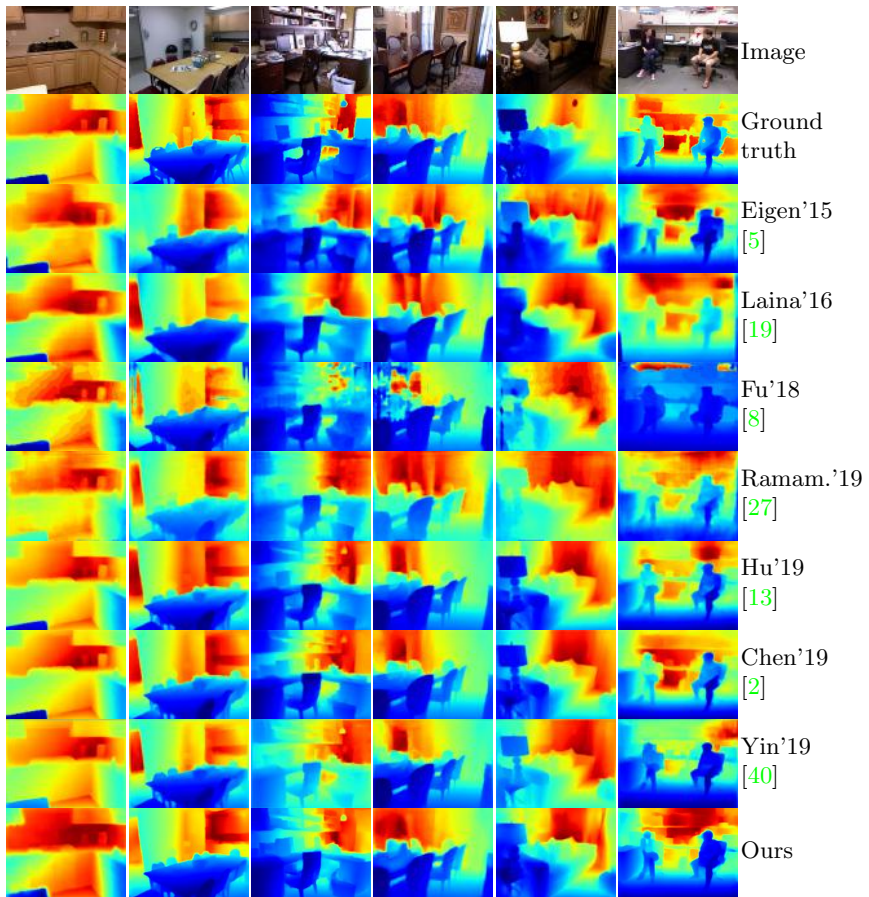 Image
Ground
truth
Eigen'15
[5]
Laina'16
[19]
Fu'18
[8]
Ramam.'19
[27]
Hu'19
[13]
Chen'19
[2]
Yin'19
[40]
Ours